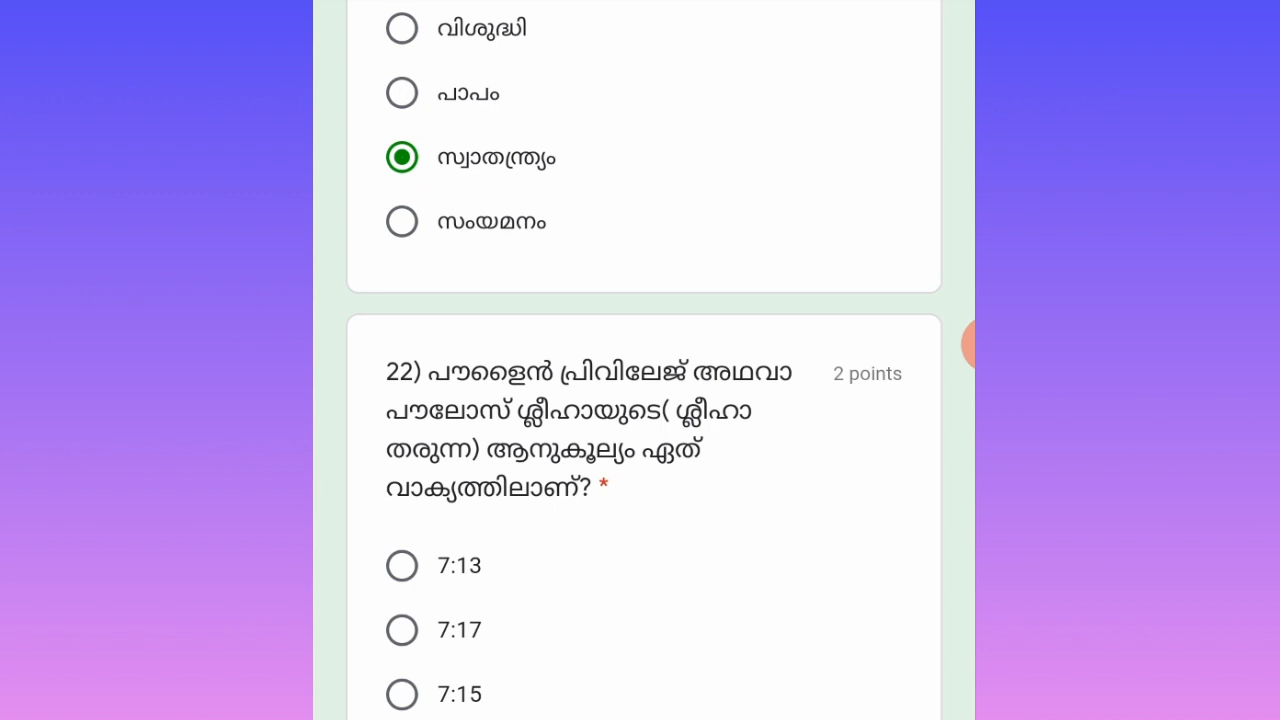 വിശുദ്ധി
പാപം
സ്വാതന്ത്ര്യം
സംയമനം
22) പൗളൈൻ പ്രിവിലേജ് അഥവാ
2 points
പൗലോസ് ശ്ലീഹായുടെ( ശ്ലീഹാ
തരുന്ന) ആനുകൂല്യം ഏത്
വാക്യത്തിലാണ്? *
7:13
7:17
7:15